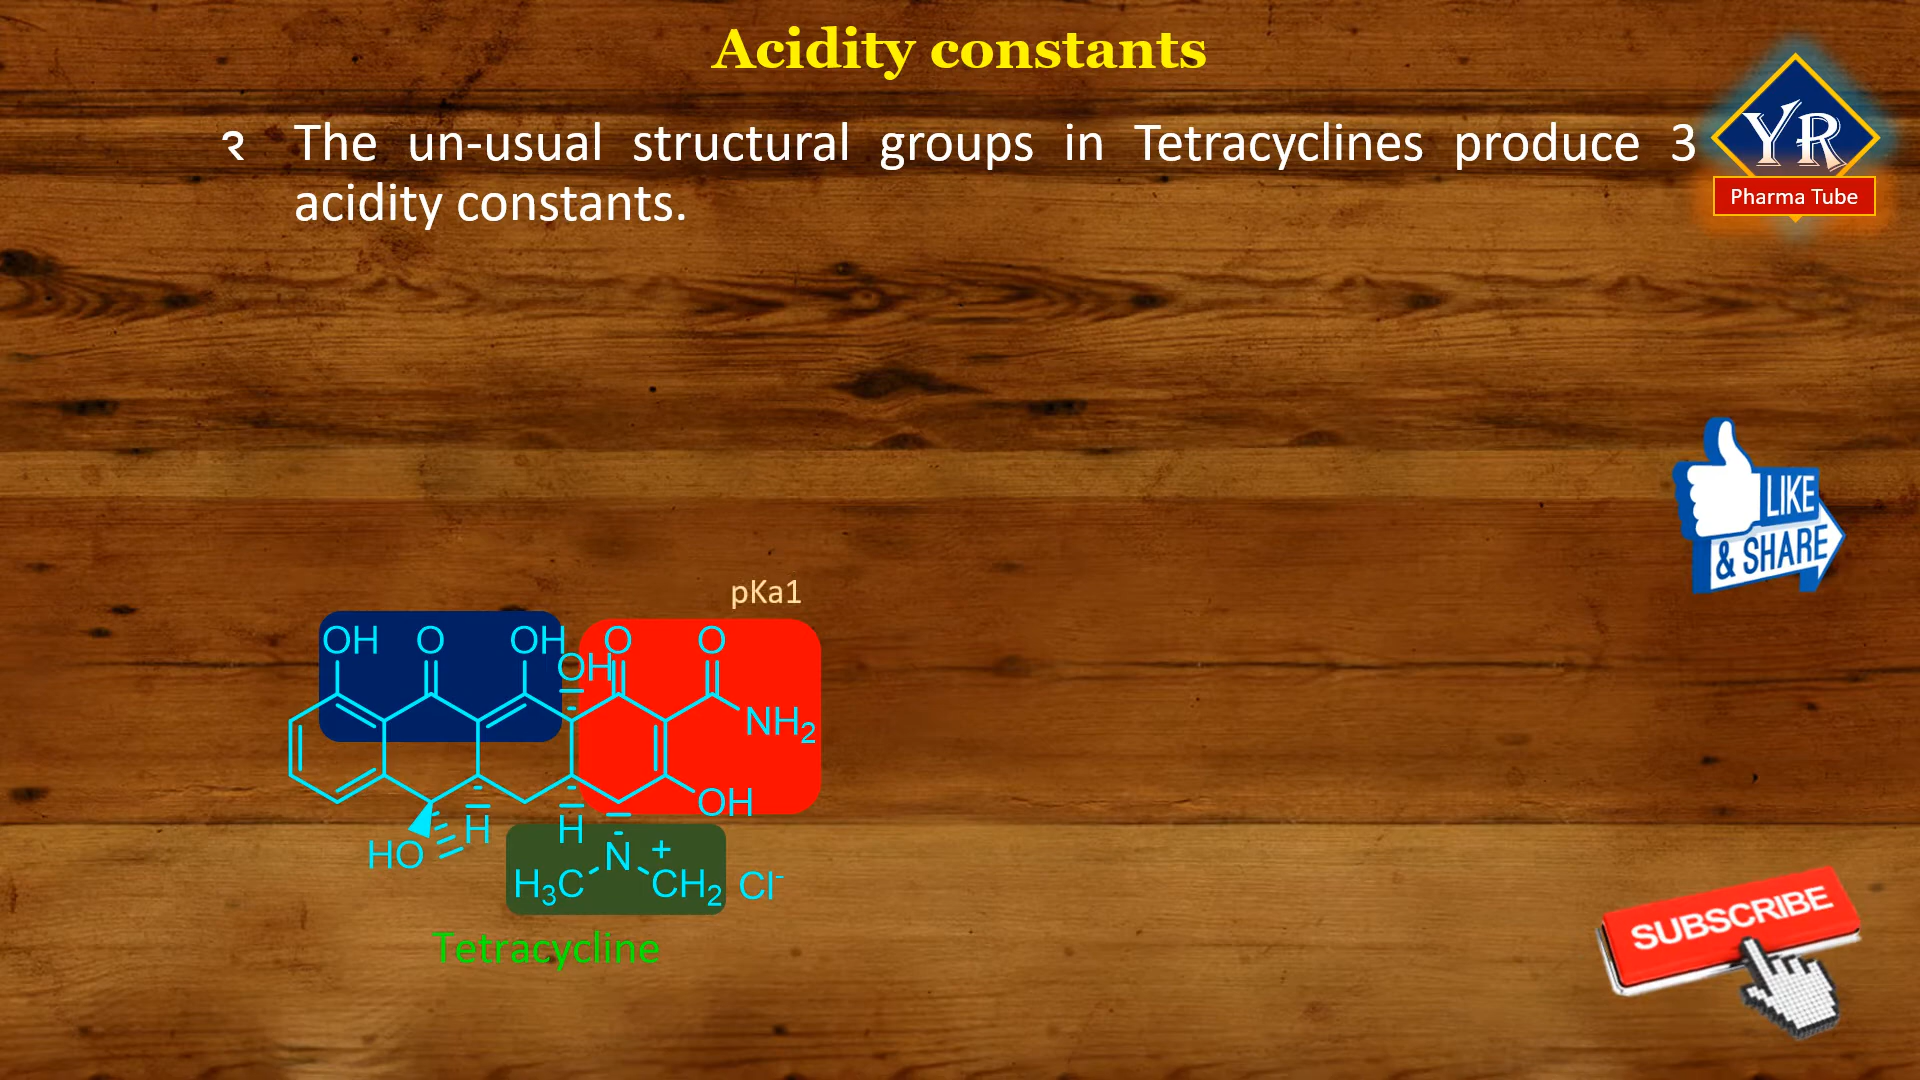 Acidity constants
The un-usual structural groups in Tetracyclines produce 3
acidity constants.
YR
Pharma Tube
LIKE
& SHARE
pKa1
OH O OH O O
OH
NH2
OH
H H
HO
N +
H3C CH2 Cl-
Tetracycline
SUBSCRIBE